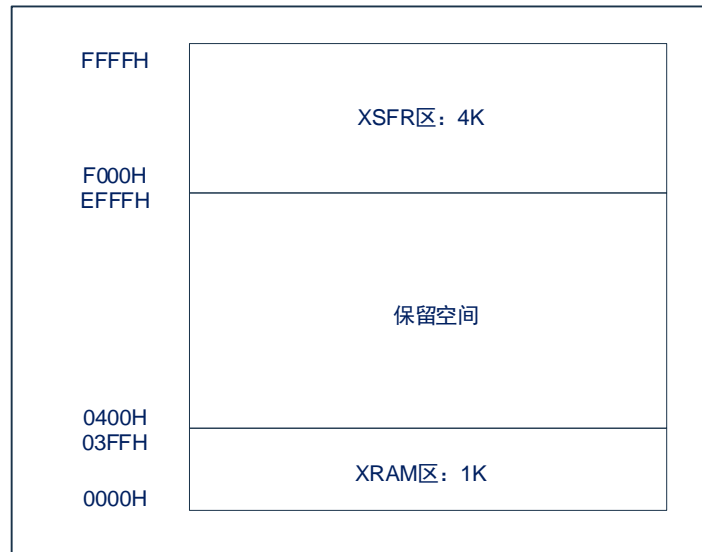 FFFFH
XSFR区：4K
F000H
EFFFH
保留空间
0400H
03FFH
XRAM区：1K
0000H